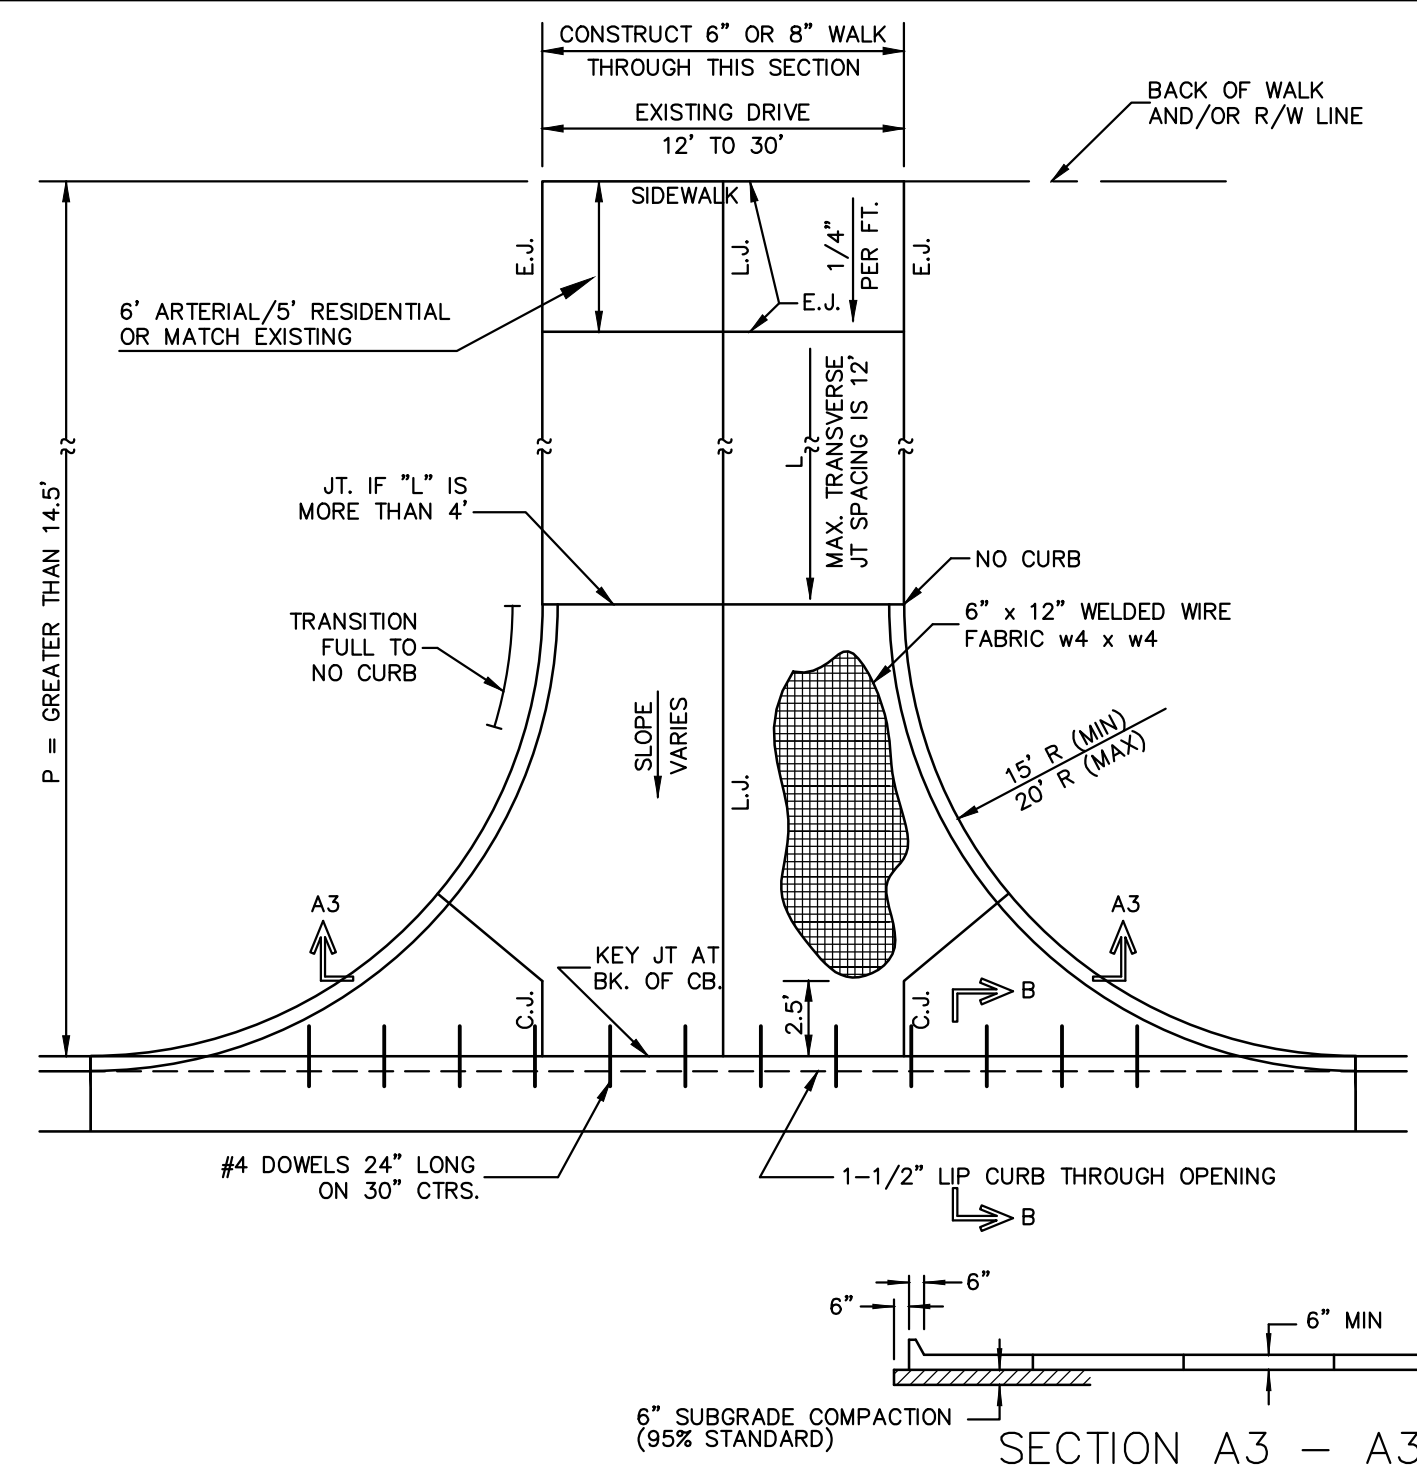 CONSTRUCT 6" OR 8" WALK
THROUGH THIS SECTION
EXISTING DRIVE
12' TO 30'
BACK OF WALK
AND/OR R/W LINE
SIDEWALK
E.J.
L.J.
1/4"
PER FT.
E.J.
E.J.
6' ARTERIAL/5' RESIDENTIAL
OR MATCH EXISTING
L
MAX. TRANSVERSE
JT SPACING IS 12'
JT. IF "L" IS
MORE THAN 4'
P = GREATER THAN 14.5'
NO CURB
6" x 12" WELDED WIRE
FABRIC w4 x w4
TRANSITION
FULL TO
NO CURB
SLOPE
VARIES
L.J.
15' R (MIN)
20' R (MAX)
A3
A3
KEY JT AT
BK. OF CB.
C.J.
2.5'
C.J.
B
#4 DOWELS 24" LONG
ON 30" CTRS.
1-1/2" LIP CURB THROUGH OPENING
B
6"
6"
6" MIN
6" SUBGRADE COMPACTION
(95% STANDARD)
SECTION A3 - A3